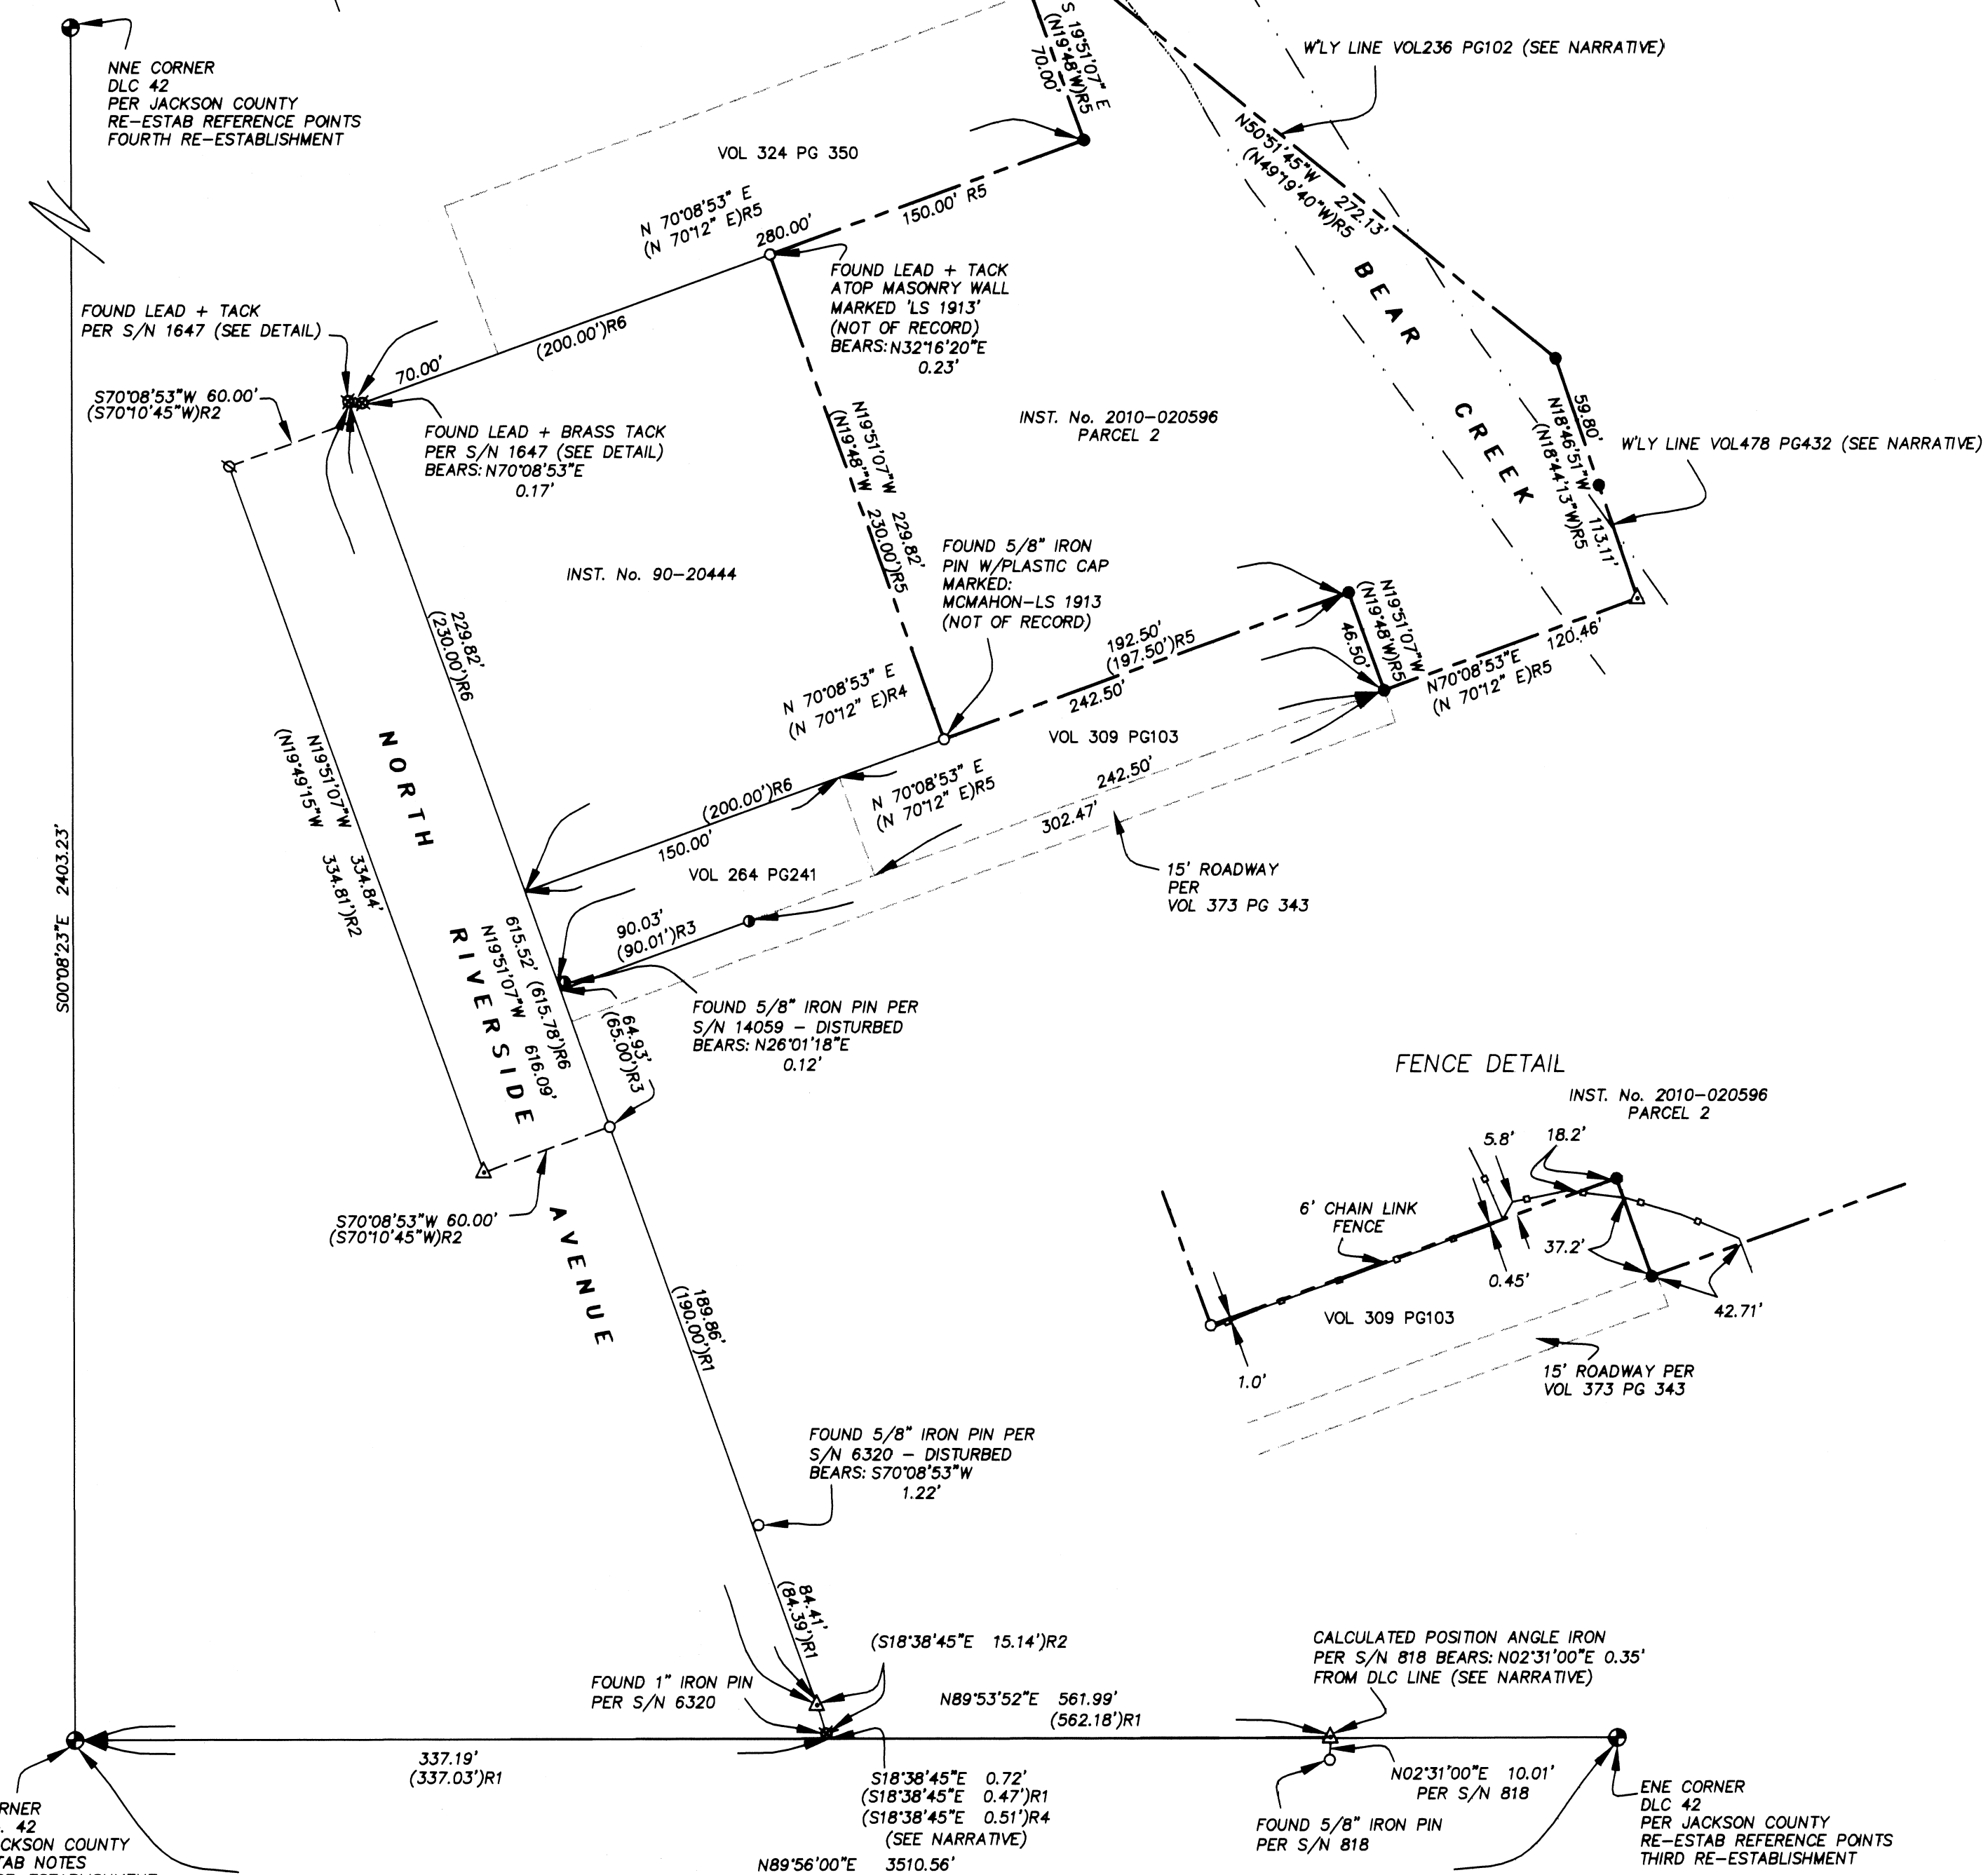 NNE CORNER
DLC 42
PER JACKSON COUNTY
RE-ESTAB REFERENCE POINTS
FOURTH RE-ESTABLISHMENT
S 19°51'07" E
(N19°48'W)R5
70.00'
W'LY LINE VOL236 PG102 (SEE NARRATIVE)
VOL 324 PG 350
N50°51'45"W 272.13'
(N49°19'40"W)R5
N 70°08'53" E
(N 70°12" E)R5
280.00'
150.00' R5
FOUND LEAD + TACK
PER S/N 1647 (SEE DETAIL)
FOUND LEAD + TACK
ATOP MASONRY WALL
MARKED 'LS 1913'
(NOT OF RECORD)
BEARS: N32°16'20"E
0.23'
BEAR
CREEK
(200.00')R6
70.00'
S70°08'53"W 60.00'
(S70°10'45"W)R2
FOUND LEAD + BRASS TACK
PER S/N 1647 (SEE DETAIL)
BEARS: N70°08'53"E
0.17'
INST. No. 2010-020596
PARCEL 2
59.80'
N18°46'51"W
(N18°44'13"W)R5
113.11'
W'LY LINE VOL478 PG432 (SEE NARRATIVE)
N19°51'07"W 229.82'
(N19°48'"W 230.00')R5
INST. No. 90-20444
FOUND 5/8" IRON
PIN W/PLASTIC CAP
MARKED:
MCMAHON-LS 1913
(NOT OF RECORD)
229.82'
(230.00')R6
192.50'
(197.50')R5
242.50'
N19°51'07"W
(N19°48'W)R5
46.50'
N70°08'53"E 120.46'
(N 70°12" E)R5
N 70°08'53" E
(N 70°12" E)R4
VOL 309 PG103
N19°51'07"W 334.84'
(N19°49'15"W 334.81')R2
NORTH
RIVERSIDE
AVENUE
(200.00')R6
150.00'
N 70°08'53" E
(N 70°12" E)R5
242.50'
302.47'
15' ROADWAY
PER
VOL 373 PG 343
VOL 264 PG241
90.03'
(90.01')R3
S00°08'23"E 2403.23'
615.52' (615.78')R6
N19°51'07"W 616.09'
64.93'
(65.00')R3
FOUND 5/8" IRON PIN PER
S/N 14059 - DISTURBED
BEARS: N26°01'18"E
0.12'
S70°08'53"W 60.00'
(S70°10'45"W)R2
FENCE DETAIL
INST. No. 2010-020596
PARCEL 2
5.8'
18.2'
6' CHAIN LINK
FENCE
37.2'
0.45'
42.71'
VOL 309 PG103
1.0'
15' ROADWAY PER
VOL 373 PG 343
189.86'
(190.00')R1
FOUND 5/8" IRON PIN PER
S/N 6320 - DISTURBED
BEARS: S70°08'53"W
1.22'
84.41'
(84.39')R1
(S18°38'45"E 15.14')R2
FOUND 1" IRON PIN
PER S/N 6320
N89°53'52"E 561.99'
(562.18')R1
CALCULATED POSITION ANGLE IRON
PER S/N 818 BEARS: N02°31'00"E 0.35'
FROM DLC LINE (SEE NARRATIVE)
337.19'
(337.03')R1
S18°38'45"E 0.72'
(S18°38'45"E 0.47')R1
(S18°38'45"E 0.51')R4
(SEE NARRATIVE)
N02°31'00"E 10.01'
PER S/N 818
FOUND 5/8" IRON PIN
PER S/N 818
ENE CORNER
DLC 42
PER JACKSON COUNTY
RE-ESTAB REFERENCE POINTS
THIRD RE-ESTABLISHMENT
42
N89°56'00"E 3510.56'
COUNTY
NOTES